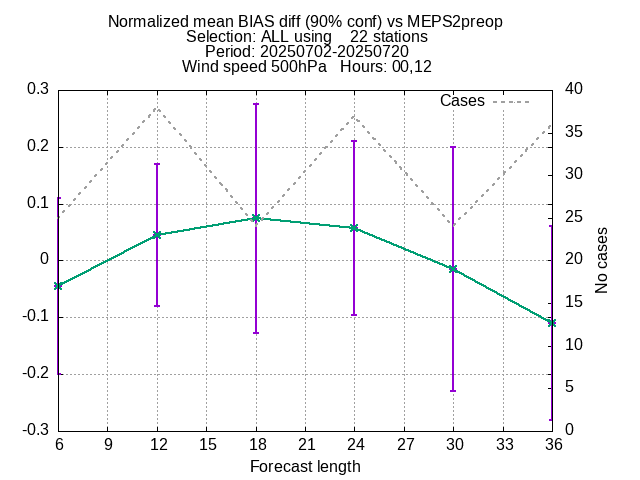 Normalized mean BIAS diff (90% conf) vs MEPS2preop
Selection: ALL using    22 stations
Period: 20250702-20250720
Wind speed 500hPa   Hours: 00,12
Cases
0.3
0.2
0.1
0
-0.1
-0.2
-0.3
40
35
30
25
20
15
10
5
0
No cases
6 9 12 15 18 21 24 27 30 33 36
Forecast length